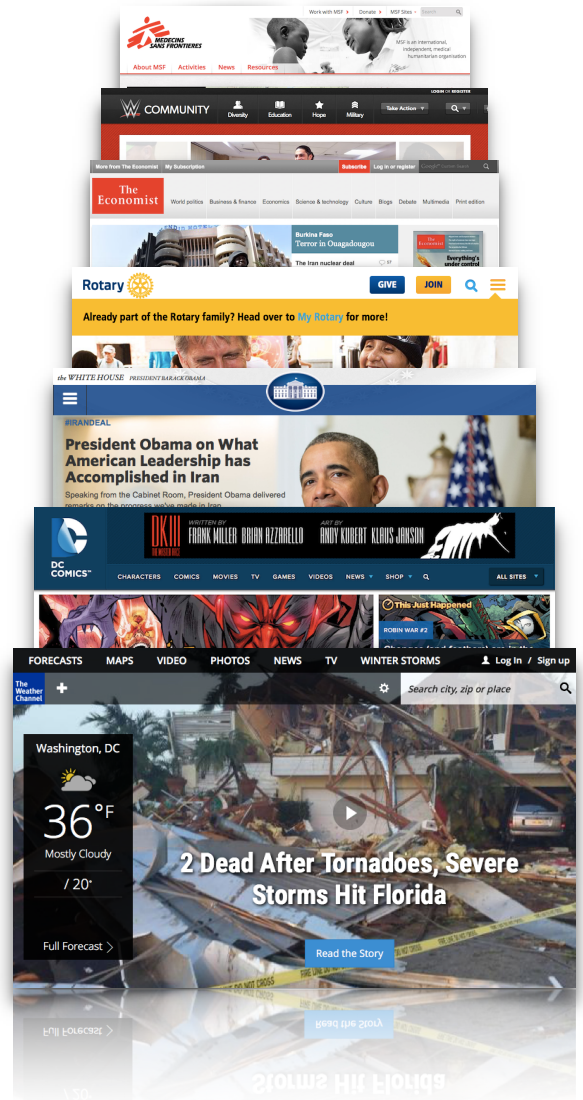 Work with MSF Donate MSF Sites Search
MEDECINS
SANS FRONTIERES
MSF is an international,
independent, medical
humanitarian organisation
About MSF Activities News Resources
LOGIN OR REGISTER
W COMMUNITY
Diversity Education Hope Military
Take Action
More from The Economist My Subscription
Subscribe Log in or register
The
Economist
World politics Business & finance Economics Science & technology Culture Blogs Debate Multimedia Print edition
Burkina Faso
Terror in Ouagadougou
The Iran nuclear deal
The
Economist
Everything's
under control
Rotary
GIVE JOIN
Already part of the Rotary family? Head over to My Rotary for more!
the WHITE HOUSE PRESIDENT BARACK OBAMA
#IRANDEAL
President Obama on What
American Leadership has
Accomplished in Iran
Speaking from the Cabinet Room, President Obama delivered
remarks on the progress we've made in Iran.
DKIII
WRITTEN BY
FRANK MILLER BRIAN AZZARELLO
ART BY
ANDY KUBERT KLAUS JANSON
DC
COMICS™
CHARACTERS COMICS MOVIES TV GAMES VIDEOS NEWS SHOP
ALL SITES
This Just Happened
ROBIN WAR #2
FORECASTS MAPS VIDEO PHOTOS NEWS TV WINTER STORMS Log In / Sign up
The
Weather
Channel
+
Search city, zip or place
Washington, DC
36°F
Mostly Cloudy
/ 20°
Full Forecast
2 Dead After Tornadoes, Severe
Storms Hit Florida
Read the Story